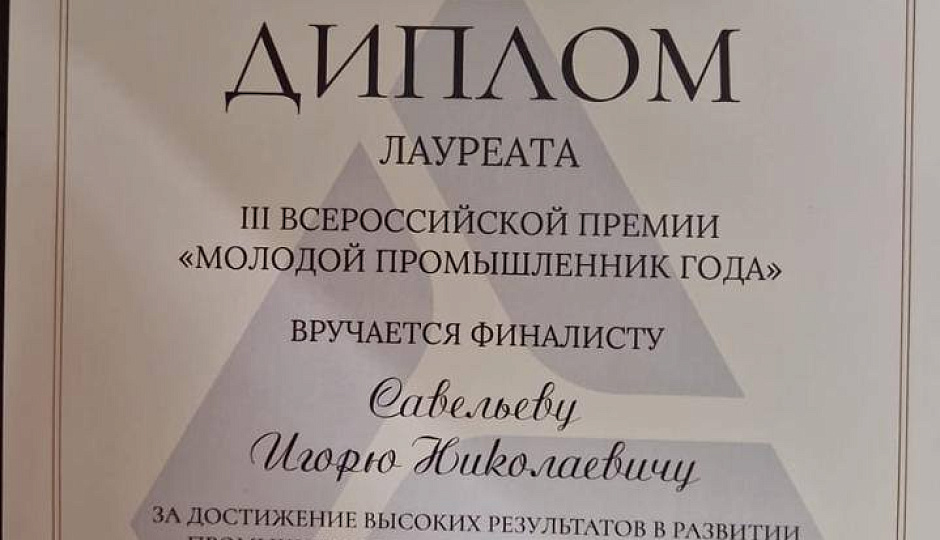 ДИПЛОМ
ЛАУРЕАТА
III ВСЕРОССИЙСКОЙ ПРЕМИИ
«МОЛОДОЙ ПРОМЫШЛЕННИК ГОДА»
ВРУЧАЕТСЯ ФИНАЛИСТУ
Савельеву
Игорю Николаевичу
ЗА ДОСТИЖЕНИЕ ВЫСОКИХ РЕЗУЛЬТАТОВ В РАЗВИТИИ